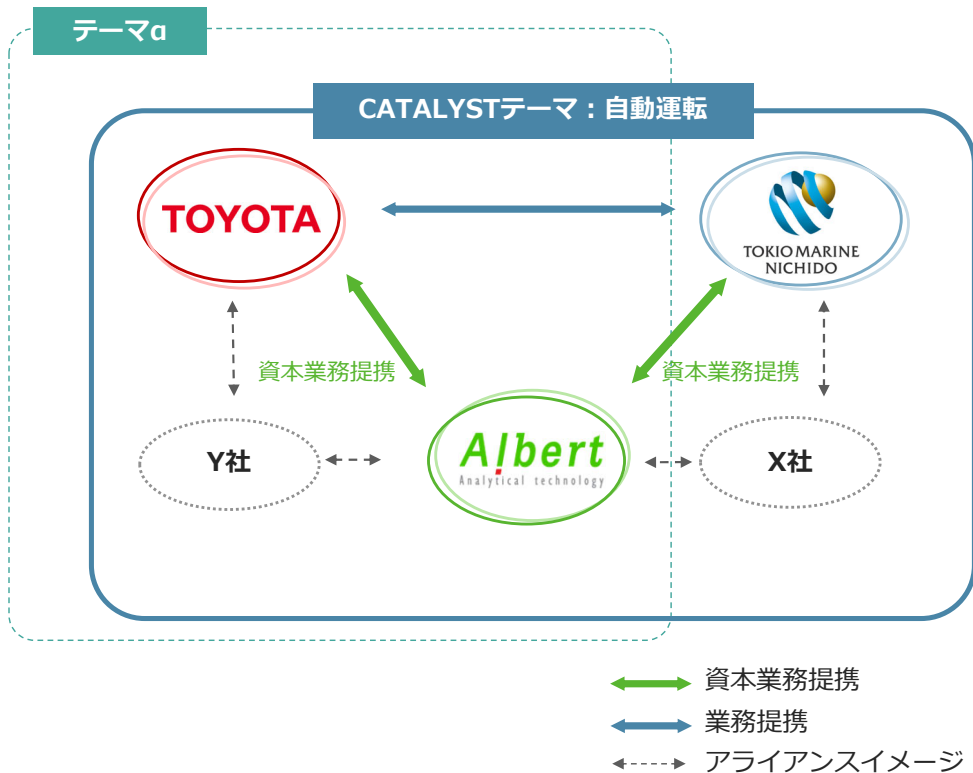 テーマα
CATALYSTテーマ：自動運転
TOYOTA
TOKIO MARINE
NICHIDO
資本業務提携
資本業務提携
Y社
Albert
Analytical technology
X社
資本業務提携
業務提携
アライアンスイメージ